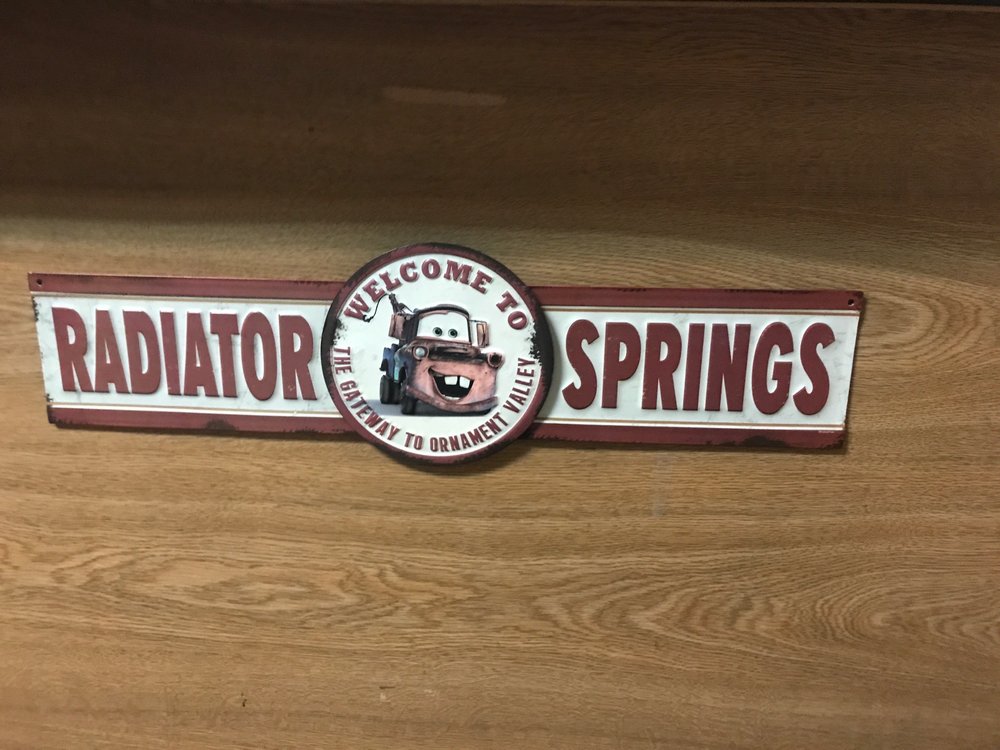 WELCOME TO
RADIATOR SPRINGS
THE GATEWAY TO ORNAMENT VALLEY